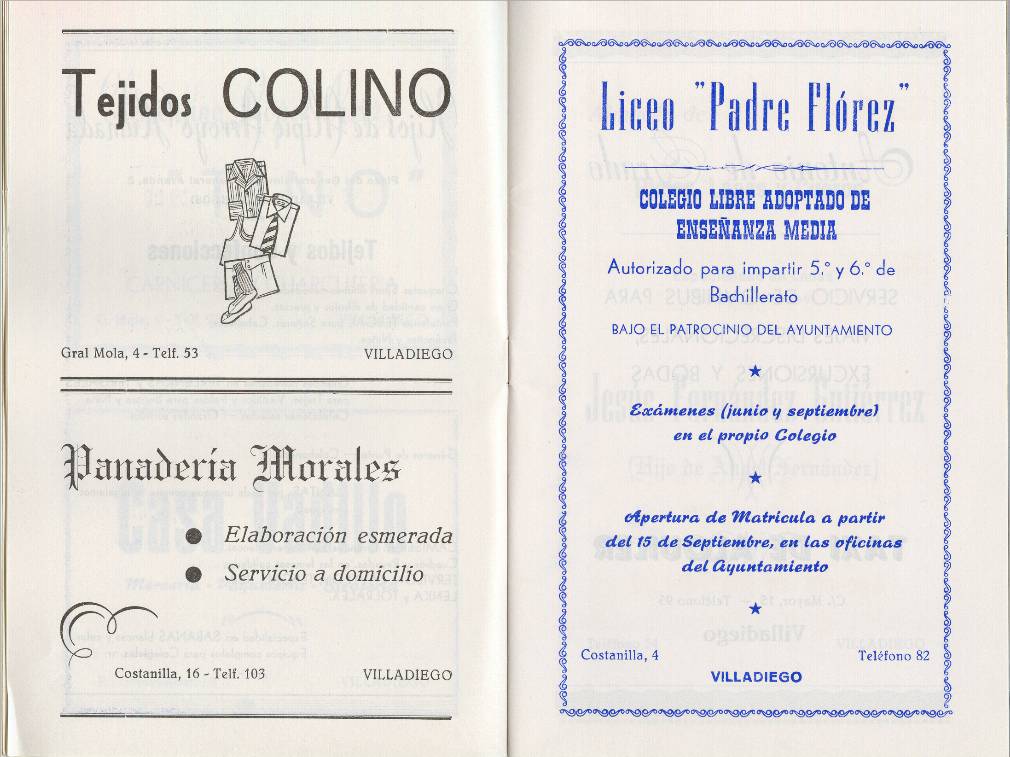 Tejidos COLINO
Gral Mola, 4 - Telf. 53 VILLADIEGO
Panadería Morales
● Elaboración esmerada
● Servicio a domicilio
Costanilla, 16 - Telf. 103 VILLADIEGO
Liceo "Padre Flórez"
COLEGIO LIBRE ADOPTADO DE
ENSEÑANZA MEDIA
Autorizado para impartir 5.º y 6.º de
Bachillerato
BAJO EL PATROCINIO DEL AYUNTAMIENTO
Exámenes (junio y septiembre)
en el propio Colegio
Apertura de Matrícula a partir
del 15 de Septiembre, en las oficinas
del Ayuntamiento
Costanilla, 4 Teléfono 82
VILLADIEGO